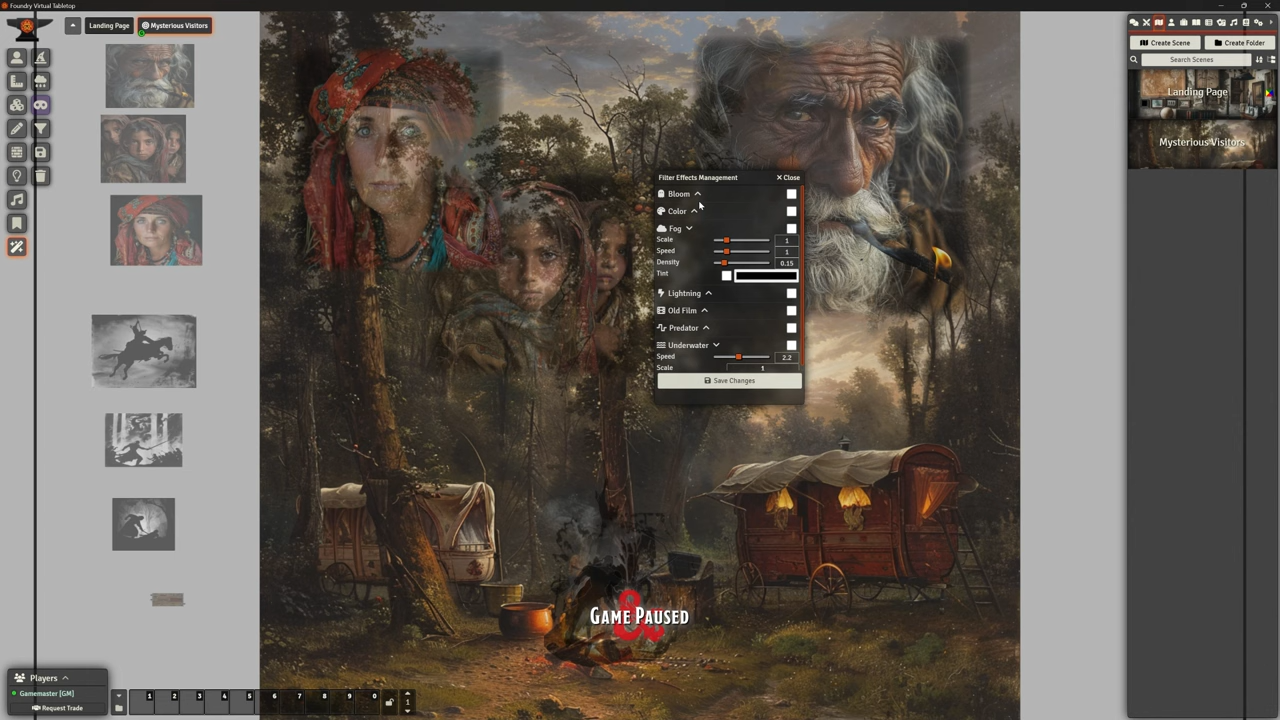 Foundry Virtual Tabletop
Landing Page
Mysterious Visitors
G
Create Scene
Create Folder
Search Scenes
Landing Page
Mysterious Visitors
Filter Effects Management
Close
Bloom
Color
Fog
Scale
1
Speed
1
Density
0.15
Tint
Lightning
Old Film
Predator
Underwater
Speed
2.2
Scale
1
Save Changes
&
Game Paused
Players
Gamemaster [GM]
Request Trade
1
2
3
4
5
6
7
8
9
0
1